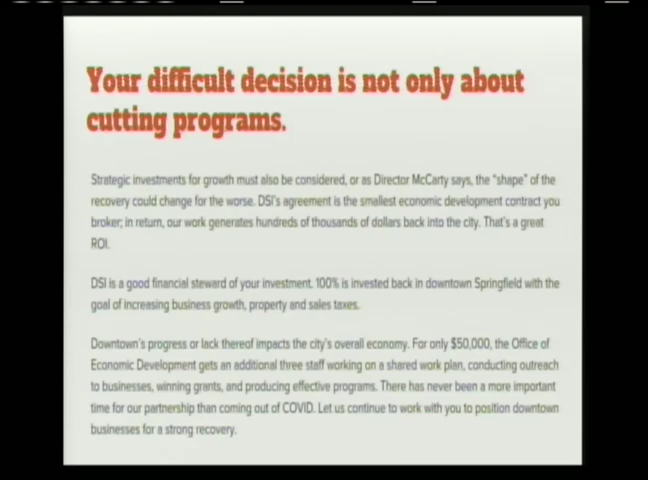 Your difficult decision is not only about
cutting programs.
Strategic investments for growth must also be considered, or as Director McCarty says, the "shape" of the
recovery could change for the worse. DSI's agreement is the smallest economic development contract you
broker; in return, our work generates hundreds of thousands of dollars back into the city. That's a great
ROI.
DSI is a good financial steward of your investment. 100% is invested back in downtown Springfield with the
goal of increasing business growth, property and sales taxes.
Downtown's progress or lack thereof impacts the city's overall economy. For only $50,000, the Office of
Economic Development gets an additional three staff working on a shared work plan, conducting outreach
to businesses, winning grants, and producing effective programs. There has never been a more important
time for our partnership than coming out of COVID. Let us continue to work with you to position downtown
businesses for a strong recovery.